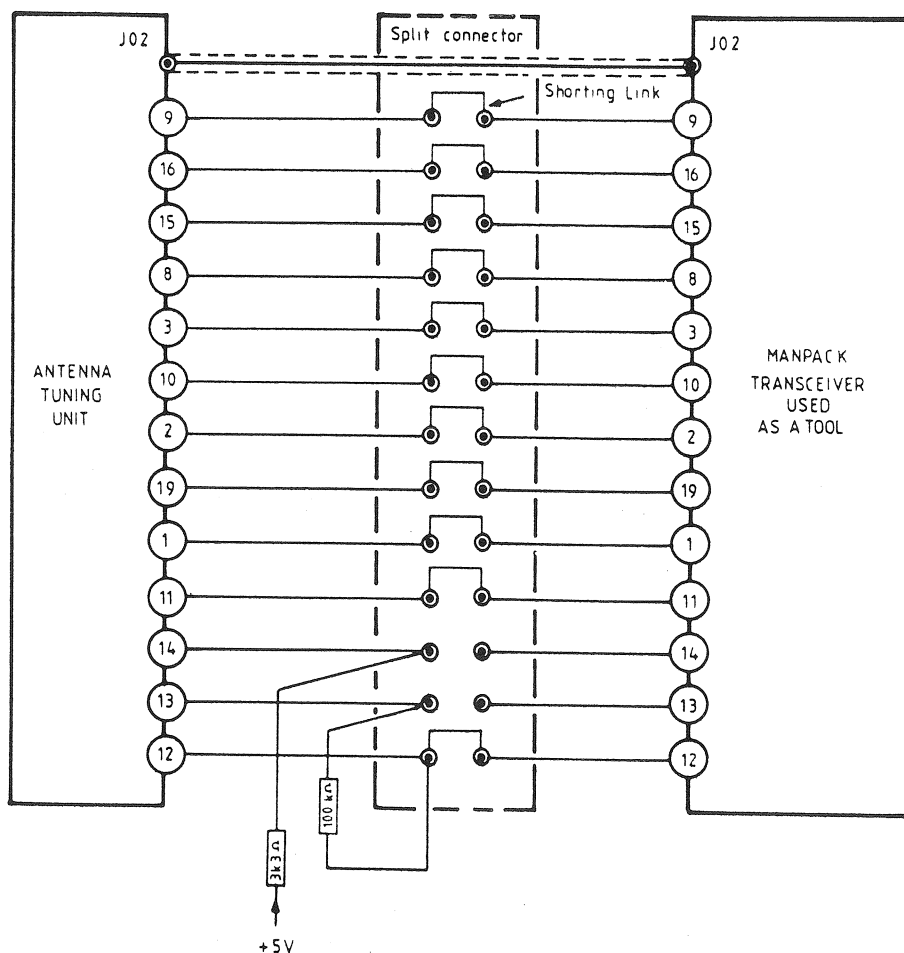 Split connector
J02
J02
Shorting Link
9
9
16
16
15
15
8
8
3
3
ANTENNA
TUNING
UNIT
10
10
MANPACK
TRANSCEIVER
USED
AS A TOOL
2
2
19
19
1
1
11
11
14
14
13
13
12
12
100 kΩ
3k3Ω
+5V